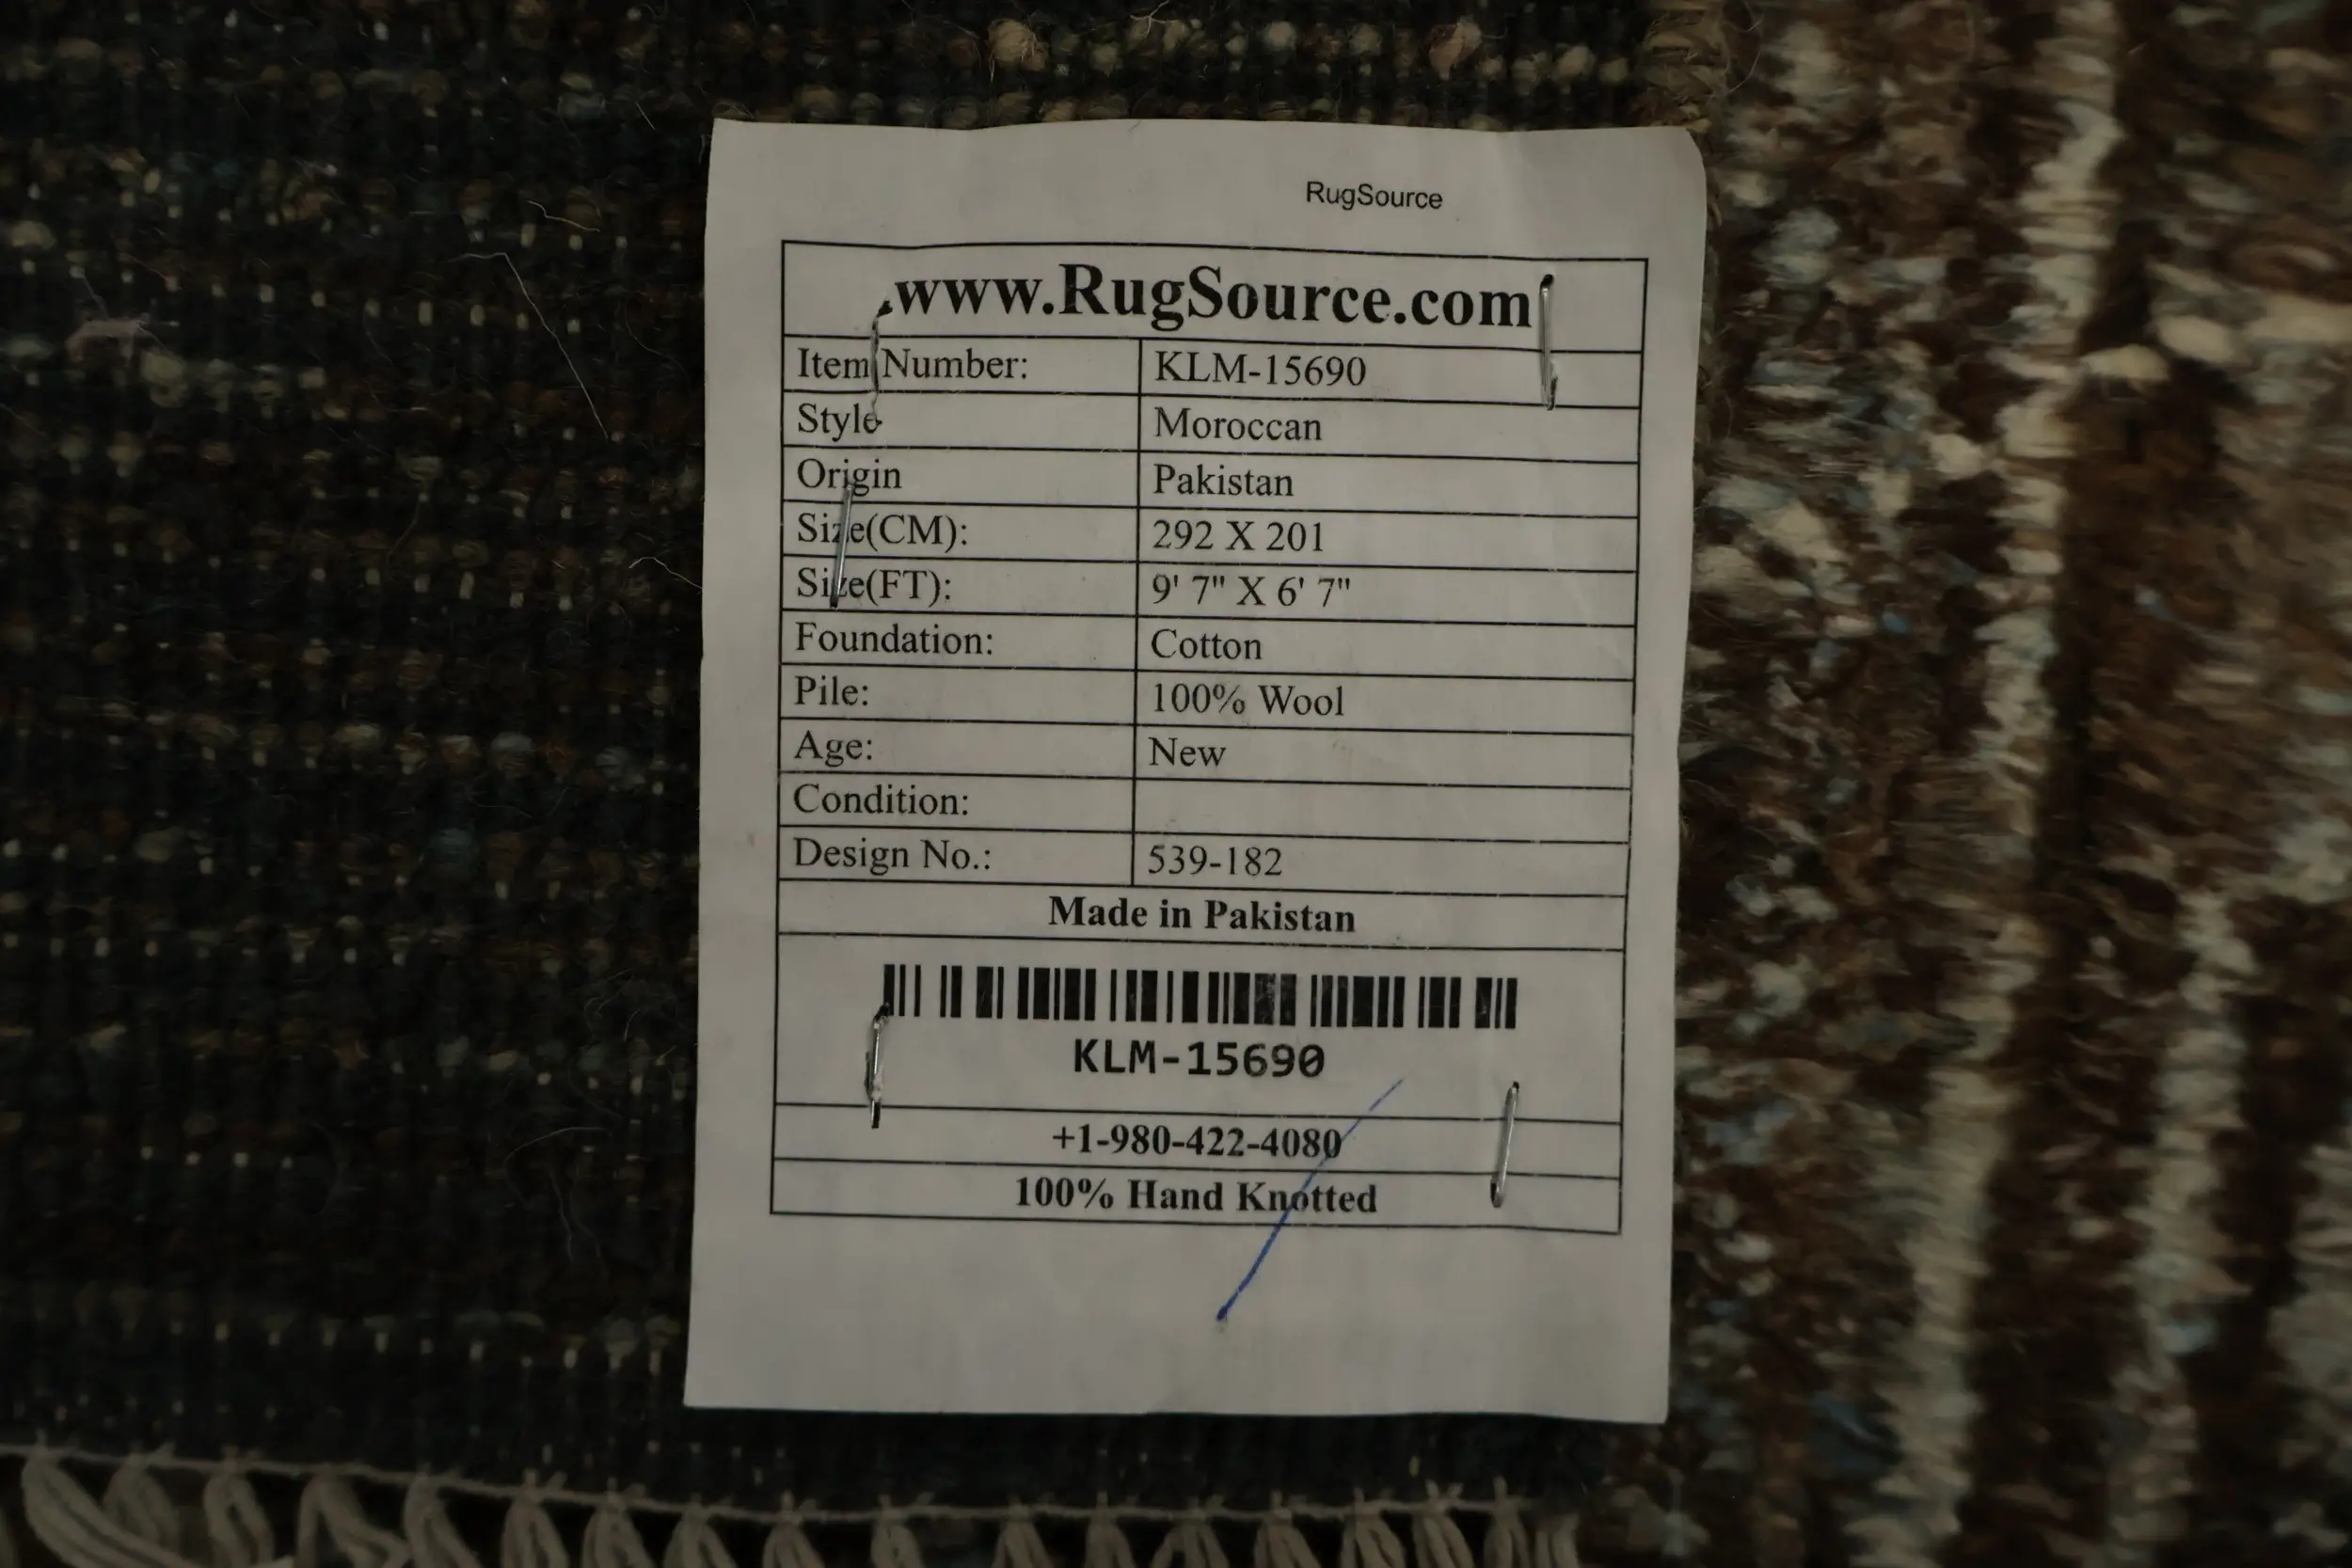 RugSource
www.RugSource.com
Item Number: KLM-15690
Style Moroccan
Origin Pakistan
Size(CM): 292 X 201
Size(FT): 9' 7" X 6' 7"
Foundation: Cotton
Pile: 100% Wool
Age: New
Condition:
Design No.: 539-182
Made in Pakistan
KLM-15690
+1-980-422-4080
100% Hand Knotted